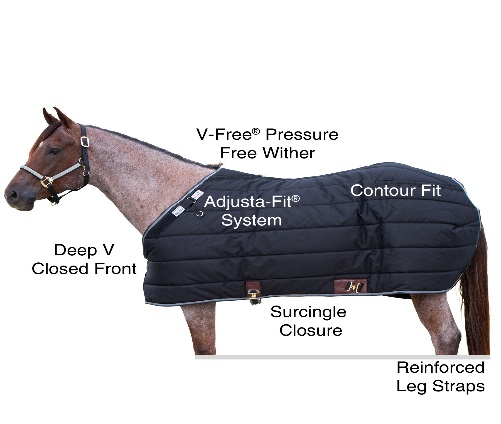 V-Free® Pressure
Free Wither
Adjusta-Fit®
System
Contour Fit
Deep V
Closed Front
Surcingle
Closure
Reinforced
Leg Straps